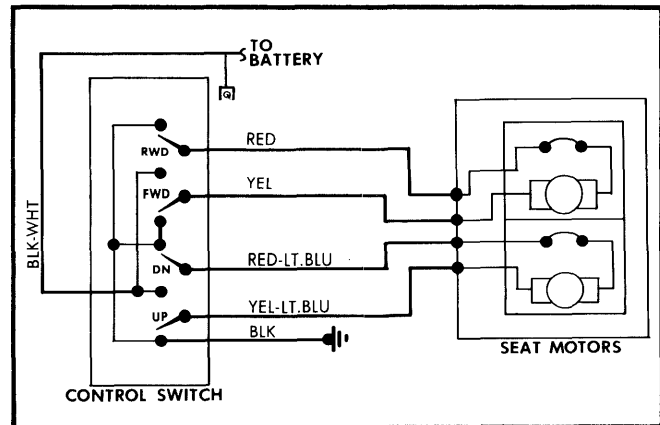 TO
BATTERY
Q
RED
RWD
YEL
FWD
BLK-WHT
RED-LT.BLU
DN
YEL-LT.BLU
UP
BLK
SEAT MOTORS
CONTROL SWITCH